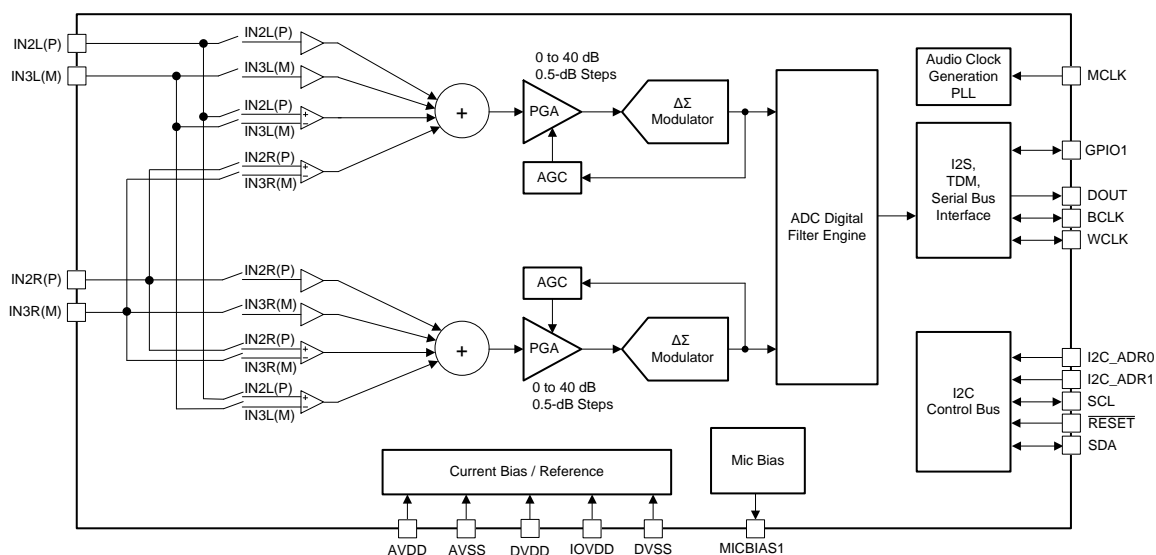 IN2L(P)
IN3L(M)
IN2L(P)
IN3L(M)
IN2L(P)
IN3L(M)
IN2R(P)
IN3R(M)
+
−
+
−
+
0 to 40 dB
0.5-dB Steps
PGA
AGC
ΔΣ
Modulator
ADC Digital
Filter Engine
Audio Clock
Generation
PLL
MCLK
I2S,
TDM,
Serial Bus
Interface
GPIO1
DOUT
BCLK
WCLK
IN2R(P)
IN3R(M)
IN2R(P)
IN3R(M)
IN2R(P)
IN3R(M)
IN2L(P)
IN3L(M)
+
−
+
−
+
AGC
PGA
0 to 40 dB
0.5-dB Steps
ΔΣ
Modulator
I2C
Control Bus
I2C_ADR0
I2C_ADR1
SCL
RESET
SDA
Current Bias / Reference
Mic Bias
AVDD
AVSS
DVDD
IOVDD
DVSS
MICBIAS1